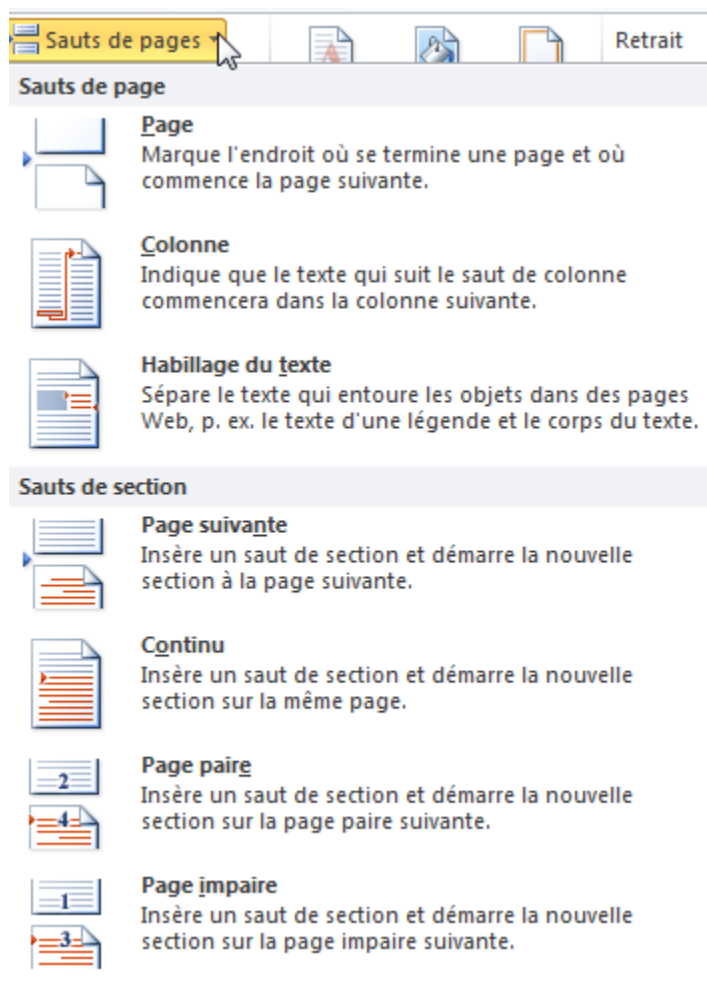 Sauts de pages
Retrait
Sauts de page
Page
Marque l'endroit où se termine une page et où
commence la page suivante.
Colonne
Indique que le texte qui suit le saut de colonne
commencera dans la colonne suivante.
Habillage du texte
Sépare le texte qui entoure les objets dans des pages
Web, p. ex. le texte d'une légende et le corps du texte.
Sauts de section
Page suivante
Insère un saut de section et démarre la nouvelle
section à la page suivante.
Continu
Insère un saut de section et démarre la nouvelle
section sur la même page.
2
Page paire
Insère un saut de section et démarre la nouvelle
4
section sur la page paire suivante.
Page impaire
1
Insère un saut de section et démarre la nouvelle
3
section sur la page impaire suivante.